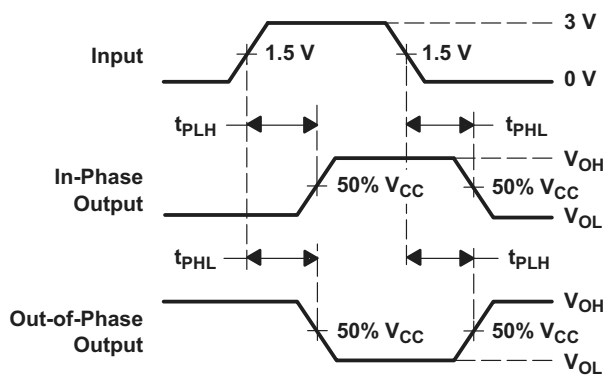 3 V
Input
1.5 V
1.5 V
0 V
tPLH
tPHL
In-Phase
Output
VOH
50% VCC
50% VCC
VOL
tPHL
tPLH
Out-of-Phase
Output
VOH
50% VCC
50% VCC
VOL